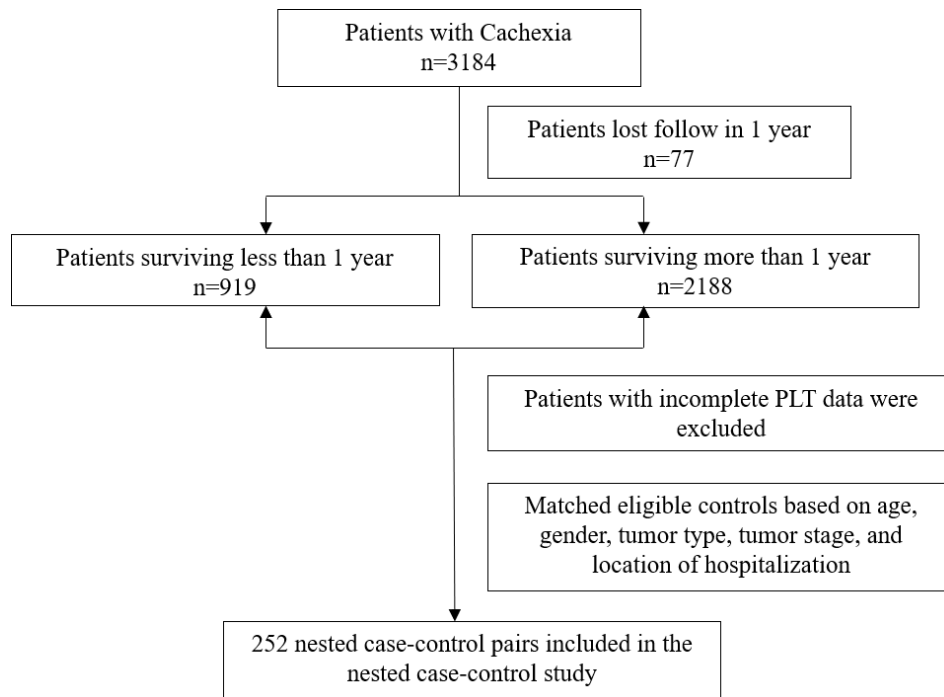 Patients with Cachexia
n=3184
Patients lost follow in 1 year
n=77
Patients surviving less than 1 year
n=919
Patients surviving more than 1 year
n=2188
Patients with incomplete PLT data were
excluded
Matched eligible controls based on age,
gender, tumor type, tumor stage, and
location of hospitalization
252 nested case-control pairs included in the
nested case-control study